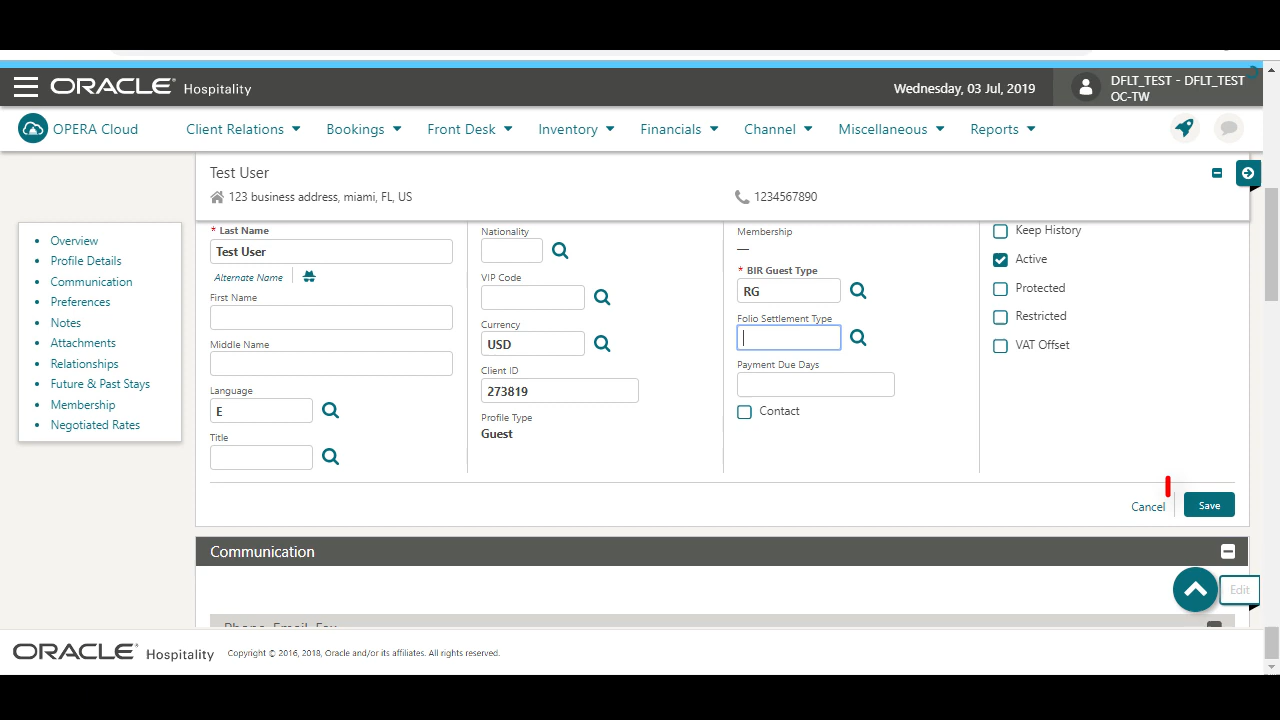 ORACLE Hospitality
Wednesday, 03 Jul, 2019
DFLT_TEST - DFLT_TEST
OC-TW
OPERA Cloud
Client Relations
Bookings
Front Desk
Inventory
Financials
Channel
Miscellaneous
Reports
Test User
123 business address, miami, FL, US
1234567890
Overview
Profile Details
Communication
Preferences
Notes
Attachments
Relationships
Future & Past Stays
Membership
Negotiated Rates
* Last Name
Test User
Alternate Name
First Name
Middle Name
Language
E
Title
Nationality
VIP Code
Currency
USD
Client ID
273819
Profile Type
Guest
Membership
—
* BIR Guest Type
RG
Folio Settlement Type
Payment Due Days
Contact
Keep History
Active
Protected
Restricted
VAT Offset
Cancel
Save
Communication
Edit
Phone, Email, Fax
ORACLE Hospitality
Copyright © 2016, 2018, Oracle and/or its affiliates. All rights reserved.